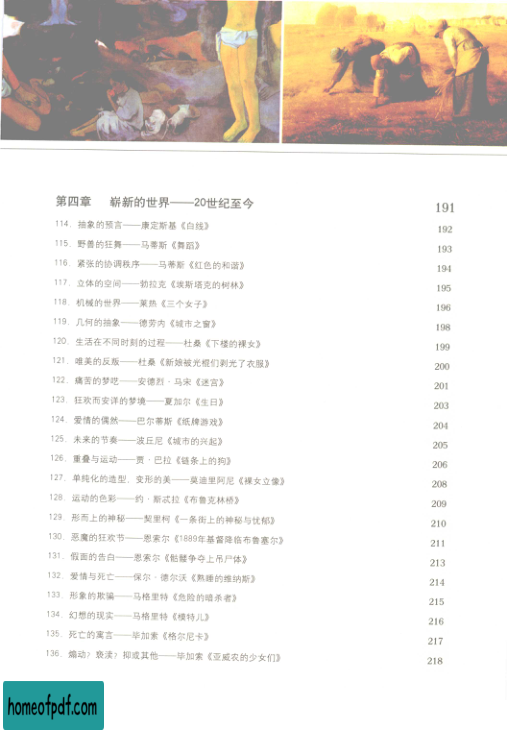 第四章 崭新的世界——20世纪至今 191
114. 抽象的预言——康定斯基《白线》 192
115. 野兽的狂舞——马蒂斯《舞蹈》 193
116. 紧张的协调秩序——马蒂斯《红色的和谐》 194
117. 立体的空间——勃拉克《埃斯塔克的树林》 195
118. 机械的世界——莱热《三个女子》 196
119. 几何的抽象——德劳内《城市之窗》 198
120. 生活在不同时刻的过程——杜桑《下楼的裸女》 199
121. 唯美的反叛——杜桑《新娘被光棍们剥光了衣服》 200
122. 痛苦的梦呓——安德烈·马宋《迷宫》 201
123. 狂欢而安详的梦境——夏加尔《生日》 203
124. 爱情的偶然——巴尔蒂斯《纸牌游戏》 204
125. 未来的节奏——波丘尼《城市的兴起》 205
126. 重叠与运动——贾·巴拉《链条上的狗》 206
127. 单纯化的造型，变形的美——莫迪里阿尼《裸女立像》 208
128. 运动的色彩——约·斯忒拉《布鲁克林桥》 209
129. 形而上的神秘——契里柯《一条街上的神秘与忧郁》 210
130. 恶魔的狂欢节——恩索尔《1889年基督降临布鲁塞尔》 211
131. 假面的告白——恩索尔《骷髅争夺上吊尸体》 213
132. 爱情与死亡——保尔·德尔沃《熟睡的维纳斯》 214
133. 形象的欺骗——马格里特《危险的暗杀者》 215
134. 幻想的现实——马格里特《模特儿》 216
135. 死亡的寓言——毕加索《格尔尼卡》 217
136. 煽动？亵渎？抑或其他——毕加索《亚威农的少女们》 218
homeofpdf.com